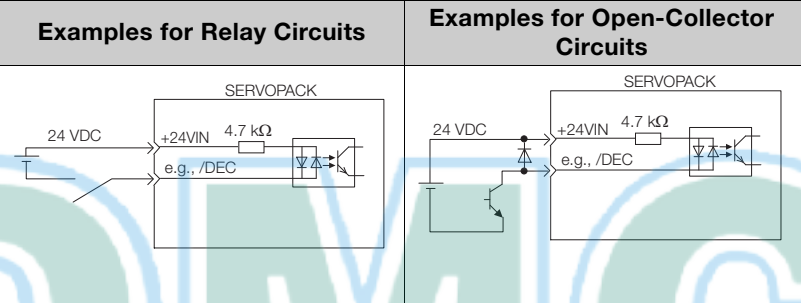 Examples for Relay Circuits
Examples for Open-Collector
Circuits
SERVOPACK
24 VDC
+24VIN
4.7 kΩ
e.g., /DEC
SERVOPACK
24 VDC
+24VIN
4.7 kΩ
e.g., /DEC